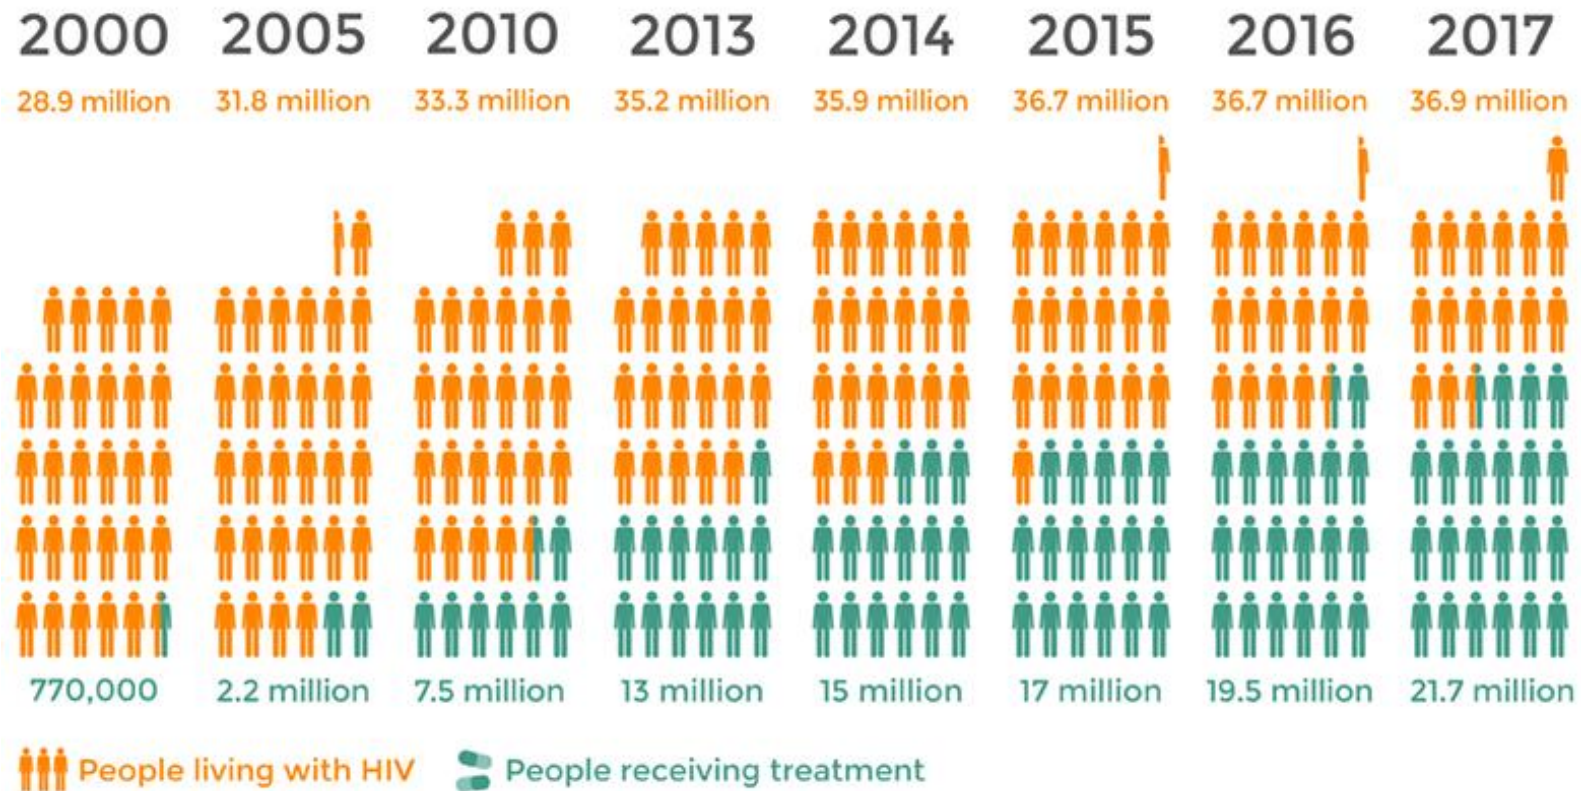 2000 2005 2010 2013 2014 2015 2016 2017
28.9 million 31.8 million 33.3 million 35.2 million 35.9 million 36.7 million 36.7 million 36.9 million
770,000 2.2 million 7.5 million 13 million 15 million 17 million 19.5 million 21.7 million
People living with HIV People receiving treatment